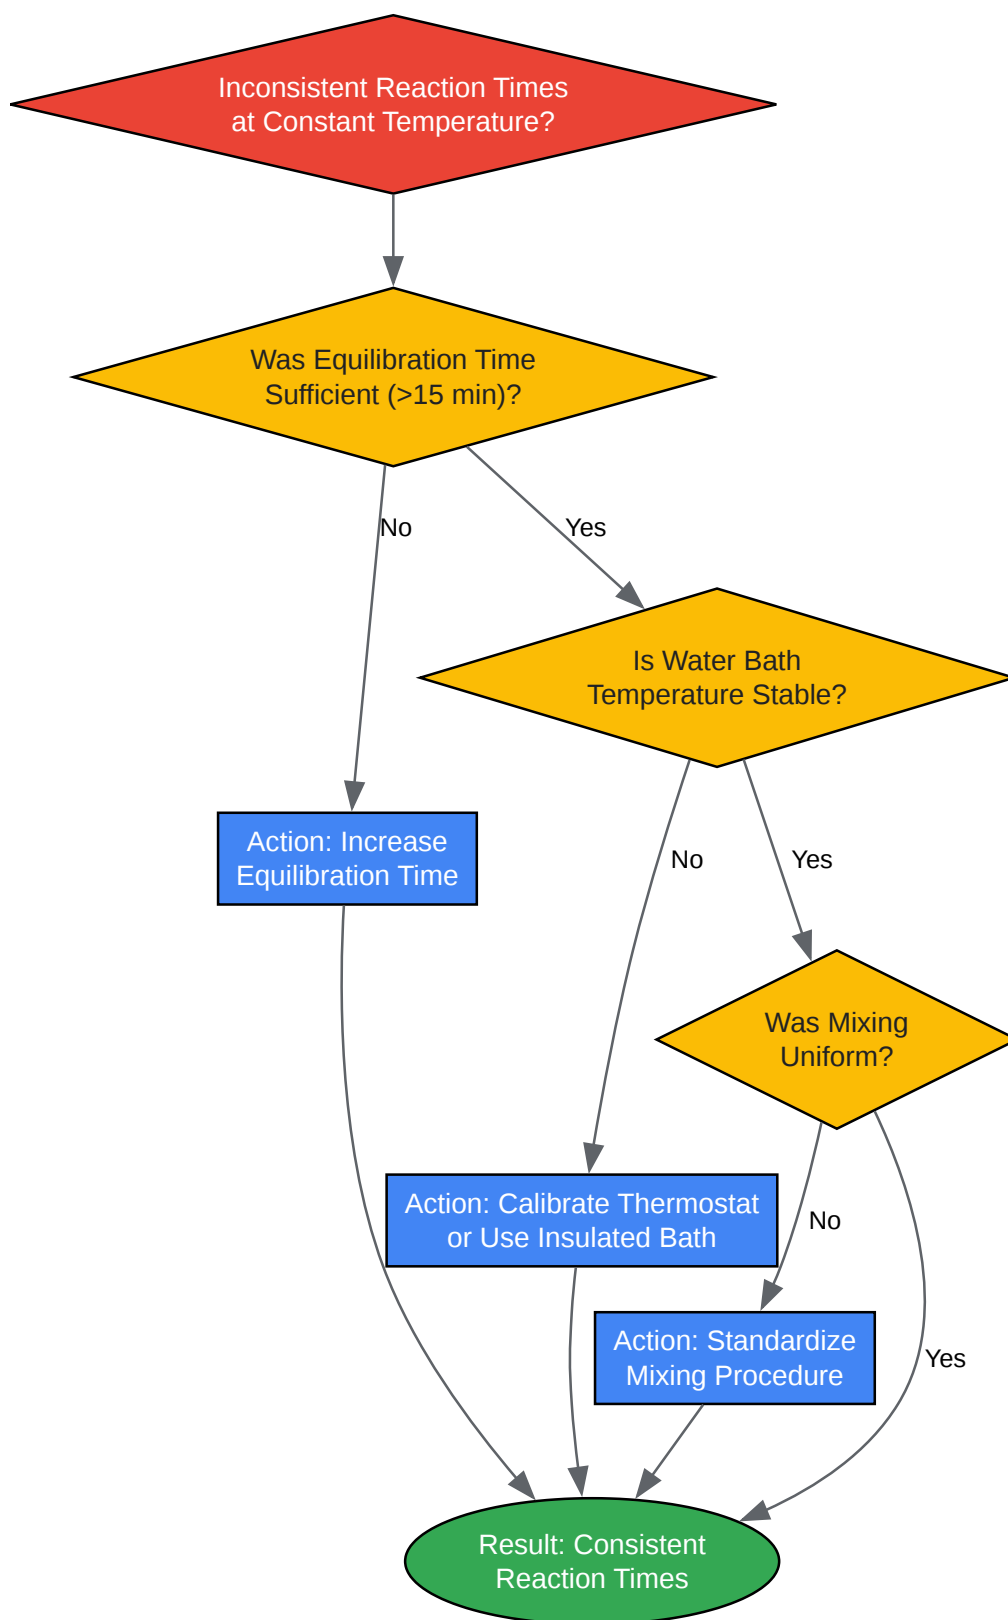 Inconsistent Reaction Times
at Constant Temperature?
Was Equilibration Time
Sufficient (>15 min)?
No
Yes
Is Water Bath
Temperature Stable?
Action: Increase
Equilibration Time
No
Yes
Was Mixing
Uniform?
Action: Calibrate Thermostat
or Use Insulated Bath
No
Action: Standardize
Mixing Procedure
Yes
Result: Consistent
Reaction Times